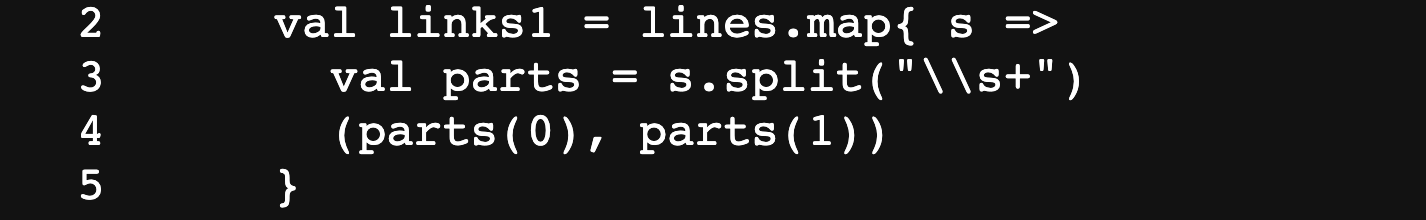 2 val links1 = lines.map{ s =>
3 val parts = s.split("\\s+")
4 (parts(0), parts(1))
5 }